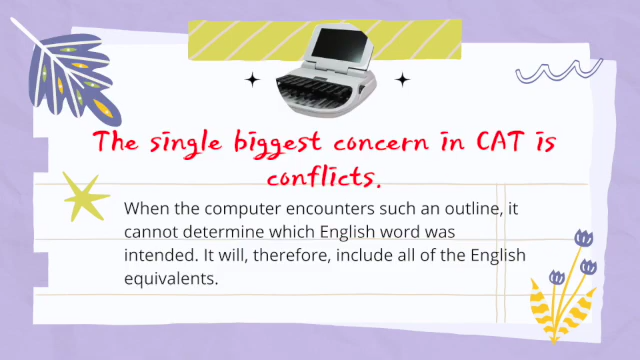 The single biggest concern in CAT is
conflicts.
When the computer encounters such an outline, it
cannot determine which English word was
intended. It will, therefore, include all of the English
equivalents.